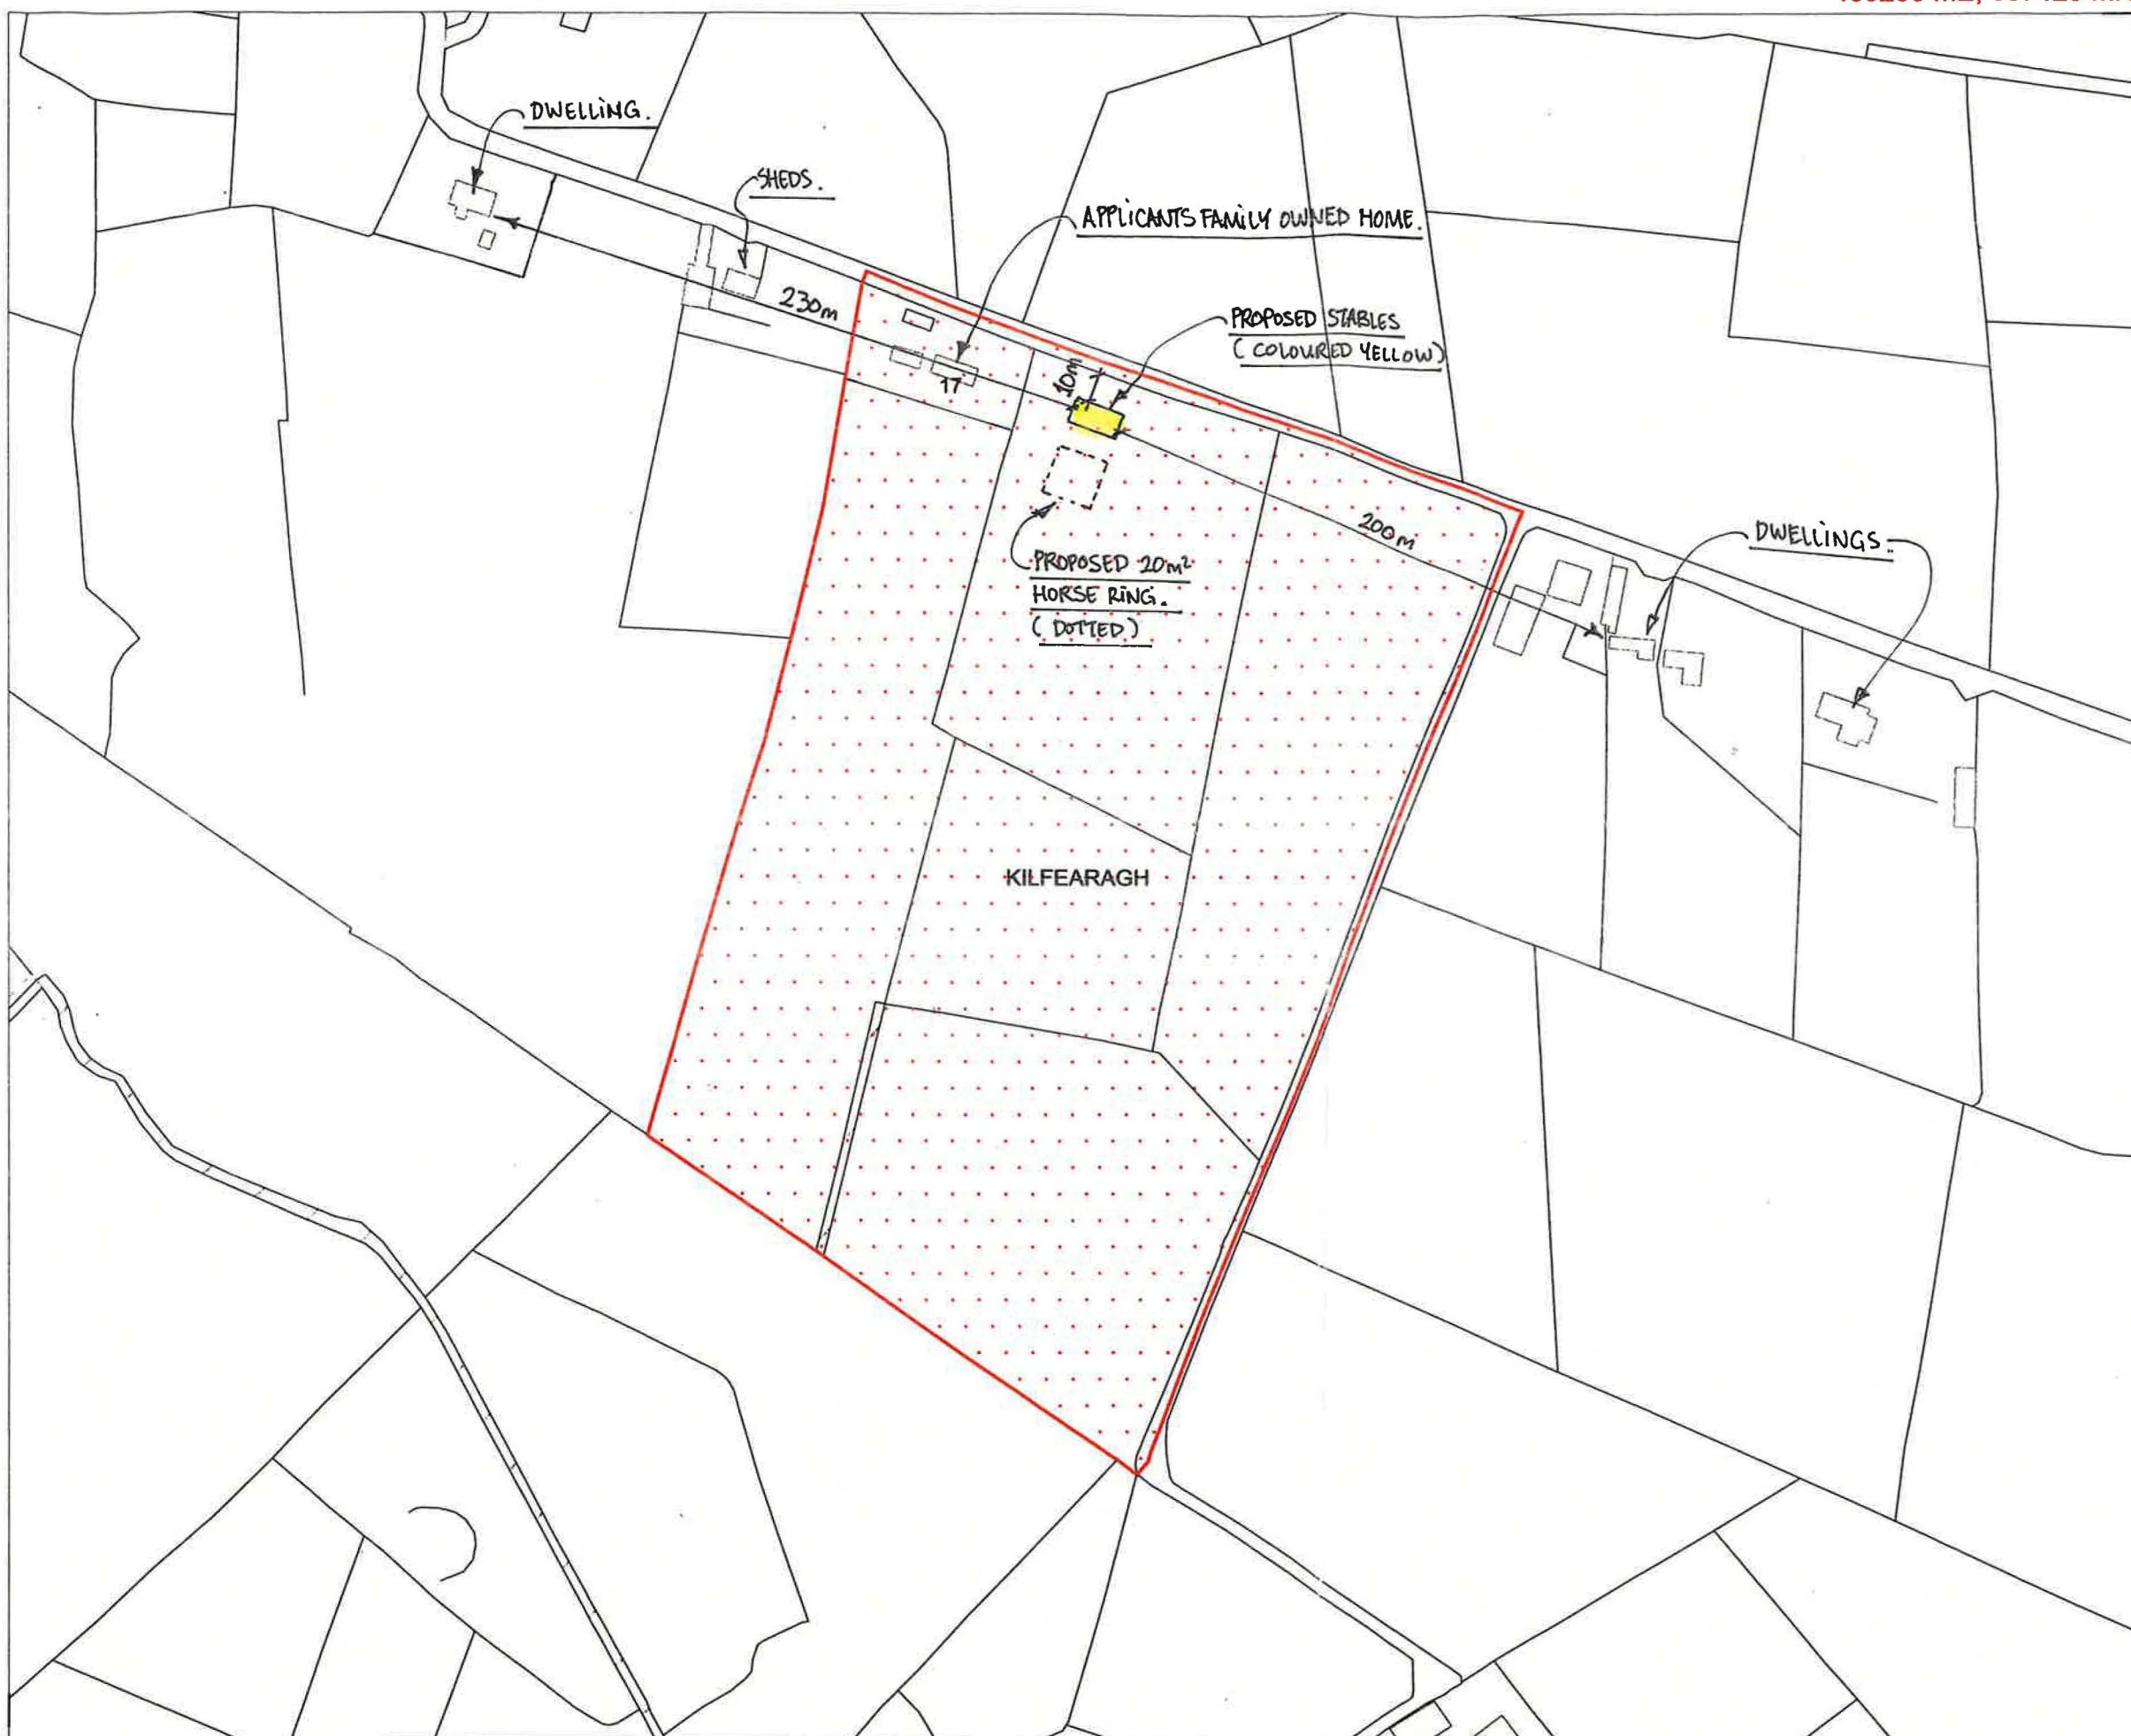 DWELLING.
SHEDS.
APPLICANTS FAMILY OWNED HOME.
230m
PROPOSED STABLES
(COLOURED YELLOW)
10m
17
200m
DWELLINGS.
PROPOSED 20m²
HORSE RING.
(DOTTED)
KILFEARAGH